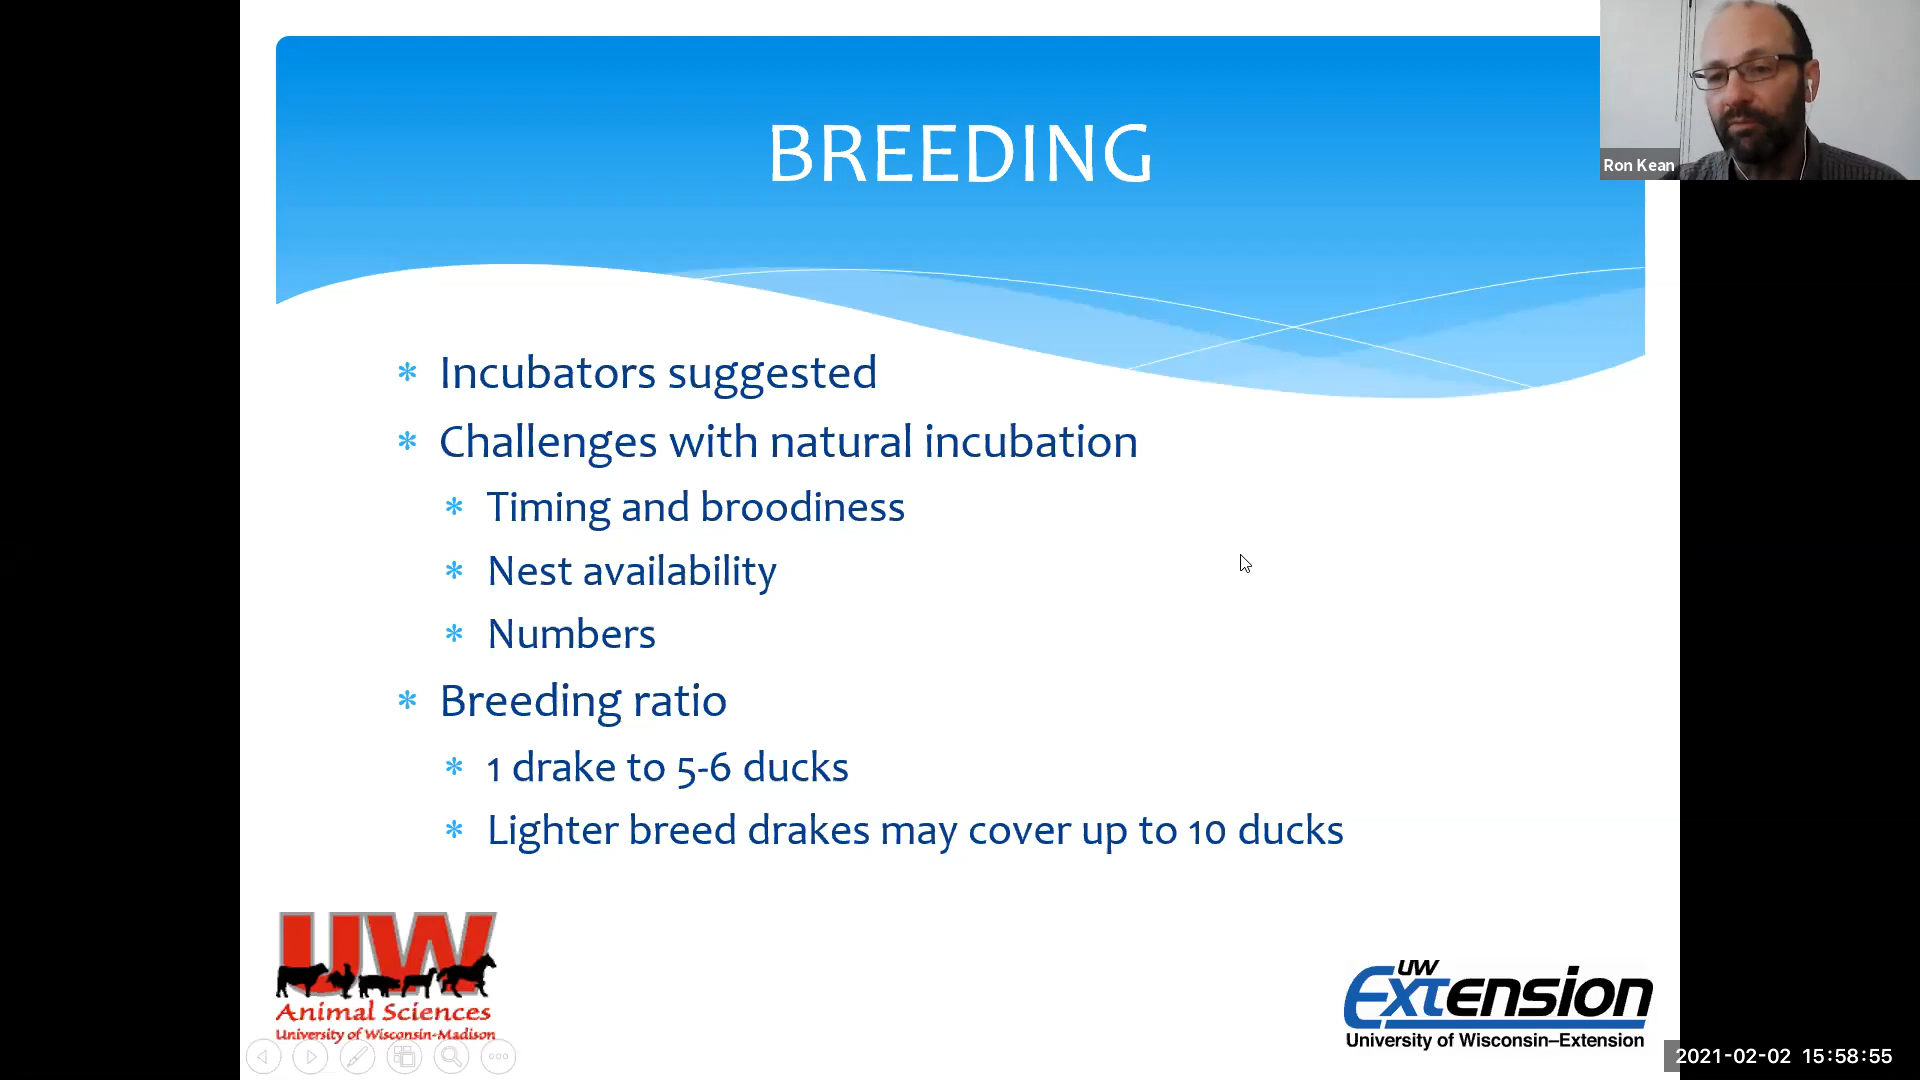 BREEDING
Ron Kean
Incubators suggested
Challenges with natural incubation
Timing and broodiness
Nest availability
Numbers
Breeding ratio
1 drake to 5-6 ducks
Lighter breed drakes may cover up to 10 ducks
UW
Animal Sciences
University of Wisconsin-Madison
UW
Extension
University of Wisconsin–Extension
2021-02-02 15:58:55